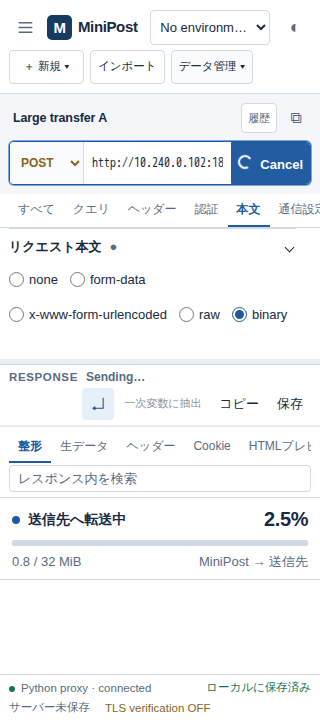 M MiniPost No environm…
+ 新規 ▾ インポート データ管理 ▾
Large transfer A 履歴
POST http://10.240.0.102:18 Cancel
すべて クエリ ヘッダー 認証 本文 通信設定
リクエスト本文
none form-data
x-www-form-urlencoded raw binary
RESPONSE Sending…
一次変数に抽出 コピー 保存
整形 生データ ヘッダー Cookie HTMLプレビ
レスポンス内を検索
送信先へ転送中 2.5%
0.8 / 32 MiB MiniPost → 送信先
Python proxy · connected ローカルに保存済み
サーバー未保存 TLS verification OFF